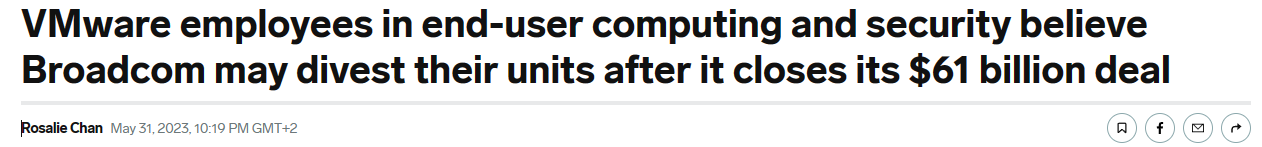 VMware employees in end-user computing and security believe
Broadcom may divest their units after it closes its $61 billion deal
Rosalie Chan May 31, 2023, 10:19 PM GMT+2